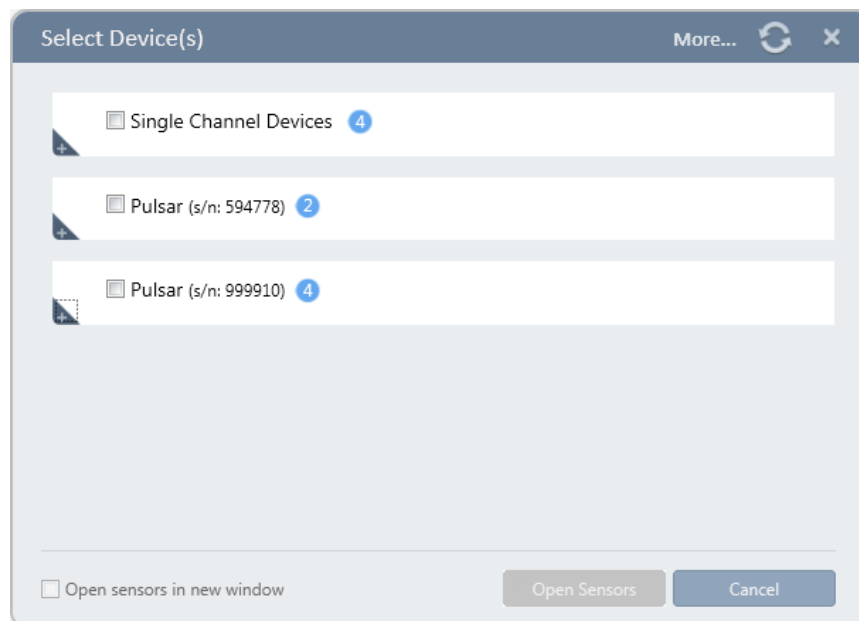 Select Device(s) More...
Single Channel Devices 4
Pulsar (s/n: 594778) 2
Pulsar (s/n: 999910) 4
Open sensors in new window Open Sensors Cancel